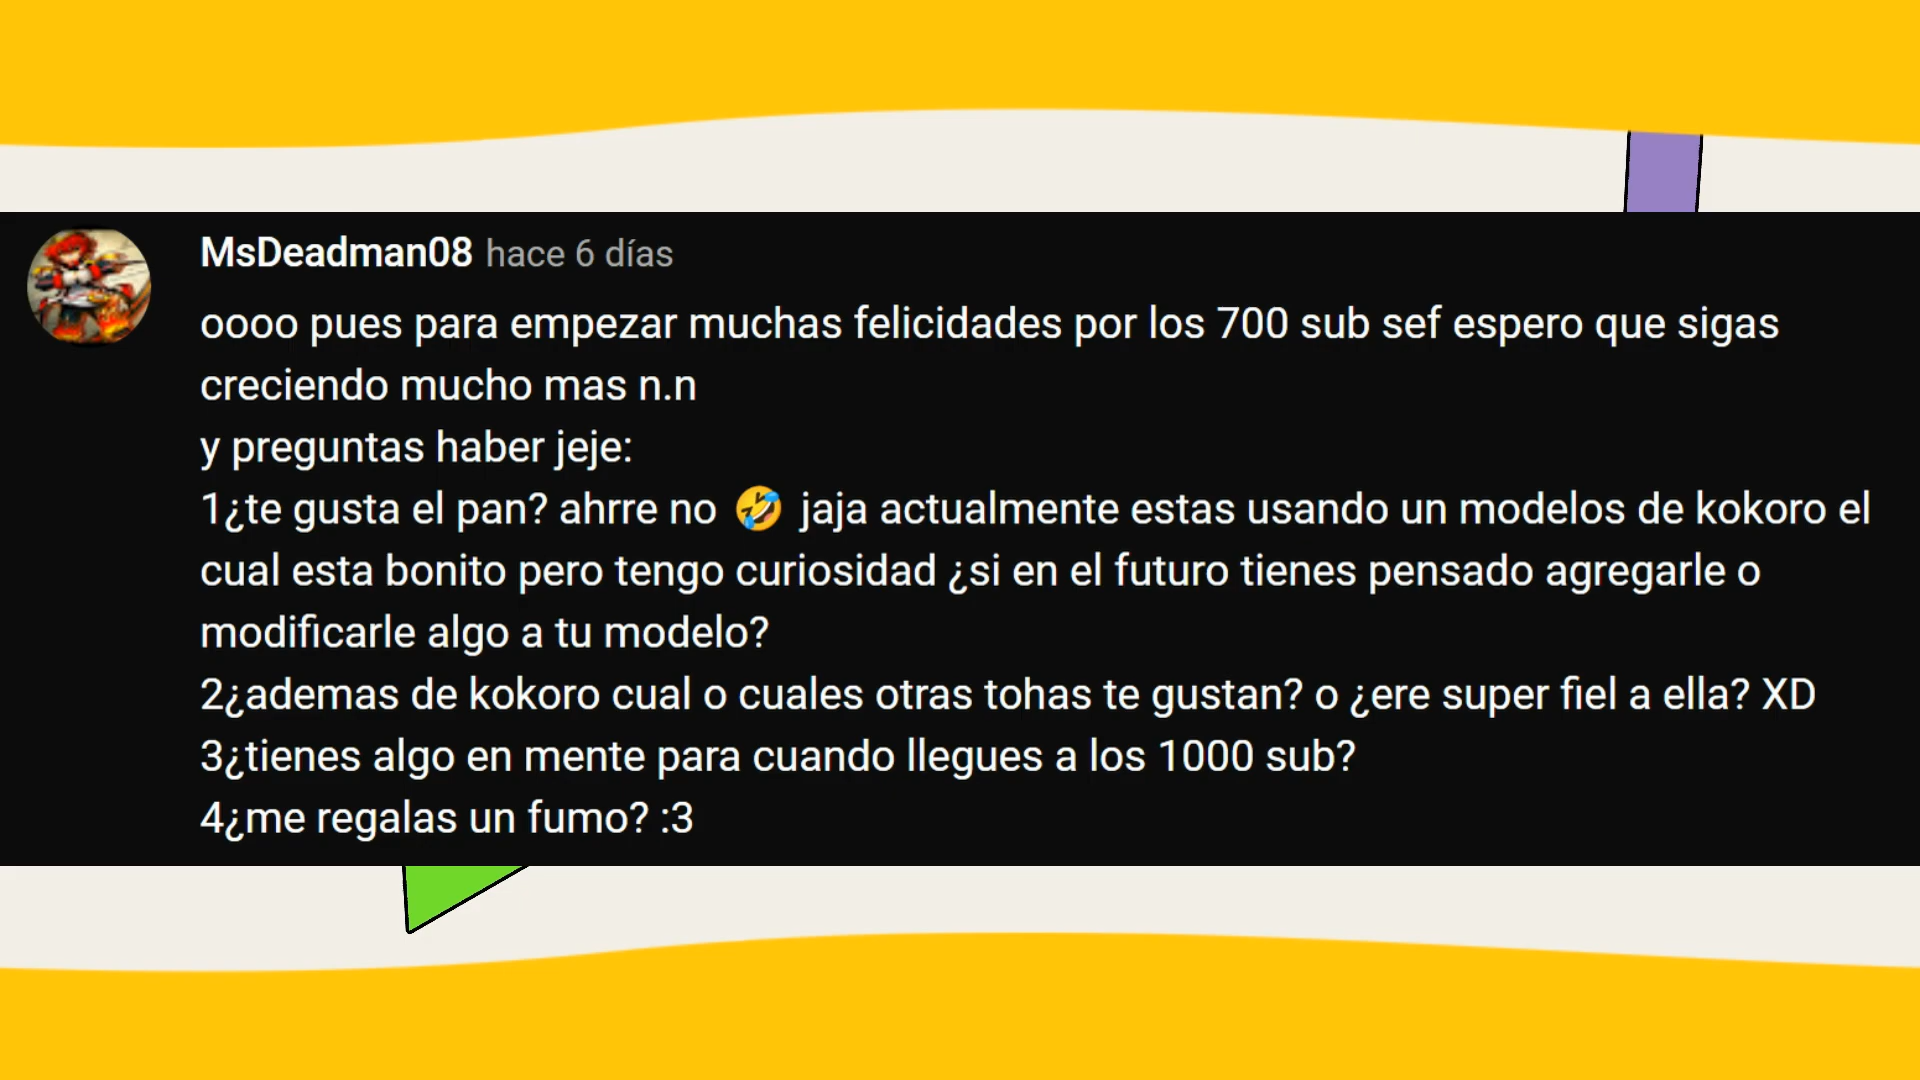 MsDeadman08 hace 6 días
oooo pues para empezar muchas felicidades por los 700 sub sef espero que sigas
creciendo mucho mas n.n
y preguntas haber jeje:
1¿te gusta el pan? ahrre no 🤣 jaja actualmente estas usando un modelos de kokoro el
cual esta bonito pero tengo curiosidad ¿si en el futuro tienes pensado agregarle o
modificarle algo a tu modelo?
2¿ademas de kokoro cual o cuales otras tohas te gustan? o ¿ere super fiel a ella? XD
3¿tienes algo en mente para cuando llegues a los 1000 sub?
4¿me regalas un fumo? :3